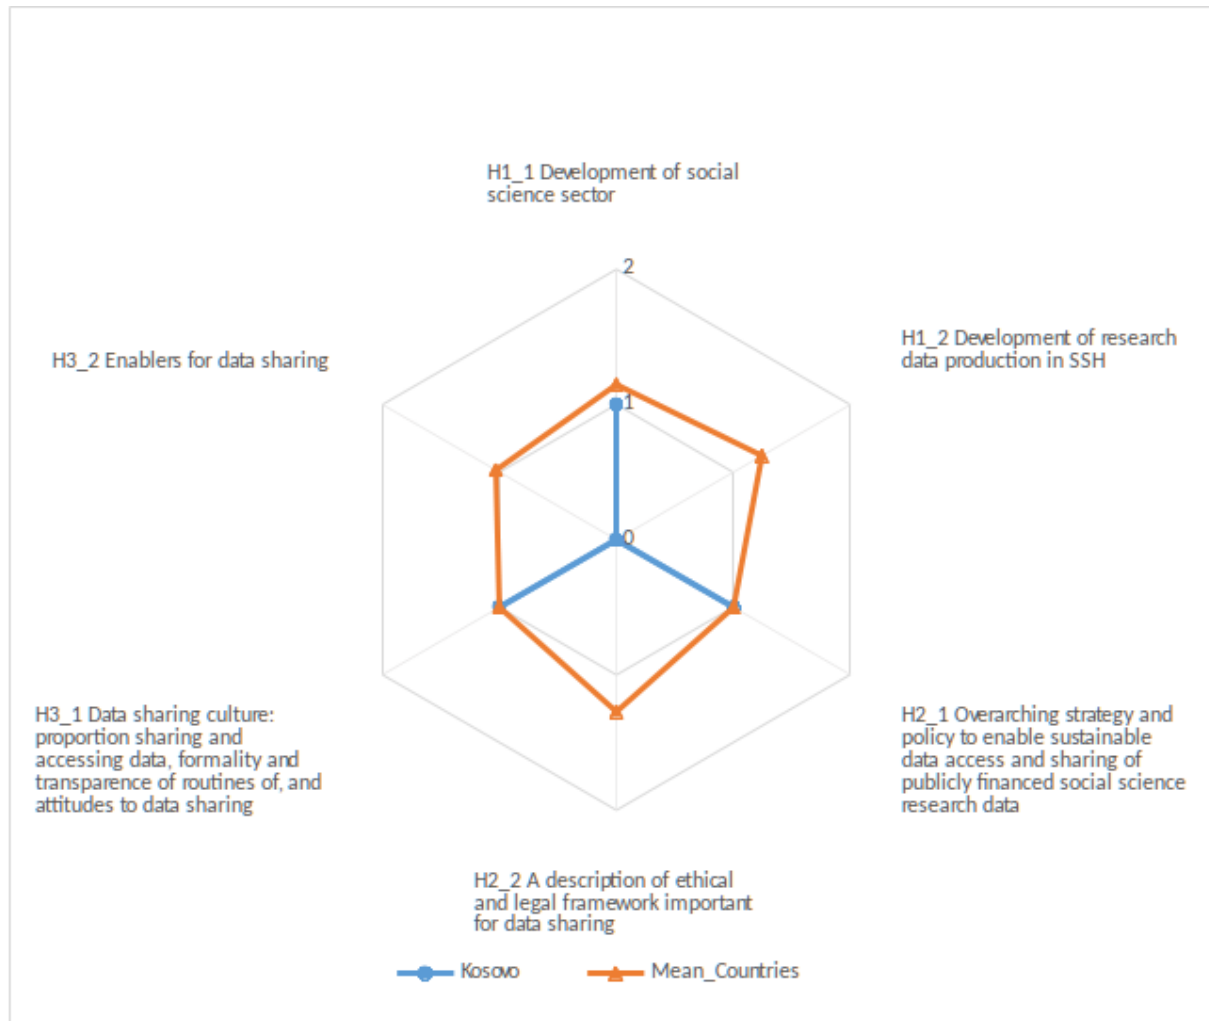 H1_1 Development of social
science sector
2
H1_2 Development of research
data production in SSH
H3_2 Enablers for data sharing
1
0
H3_1 Data sharing culture:
proportion sharing and
accessing data, formality and
transparence of routines of, and
attitudes to data sharing
H2_1 Overarching strategy and
policy to enable sustainable
data access and sharing of
publicly financed social science
research data
H2_2 A description of ethical
and legal framework important
for data sharing
Kosovo
Mean_Countries